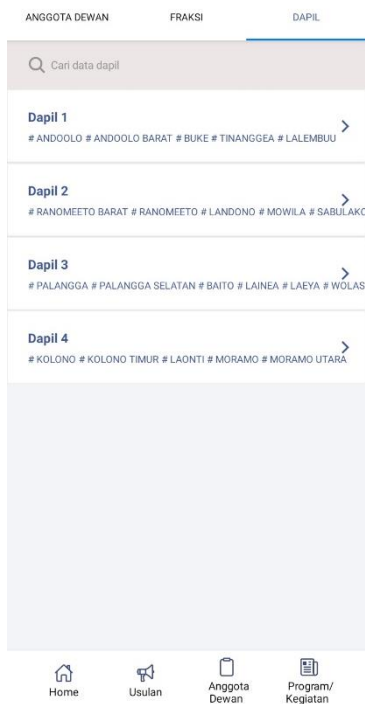 ANGGOTA DEWAN FRAKSI DAPIL
Cari data dapil
Dapil 1
# ANDOOLO # ANDOOLO BARAT # BUKE # TINANGGEA # LALEMBUU
Dapil 2
# RANOMEETO BARAT # RANOMEETO # LANDONO # MOWILA # SABULAKO
Dapil 3
# PALANGGA # PALANGGA SELATAN # BAITO # LAINEA # LAEYA # WOLAS
Dapil 4
# KOLONO # KOLONO TIMUR # LAONTI # MORAMO # MORAMO UTARA
Home Usulan Anggota Dewan Program/ Kegiatan